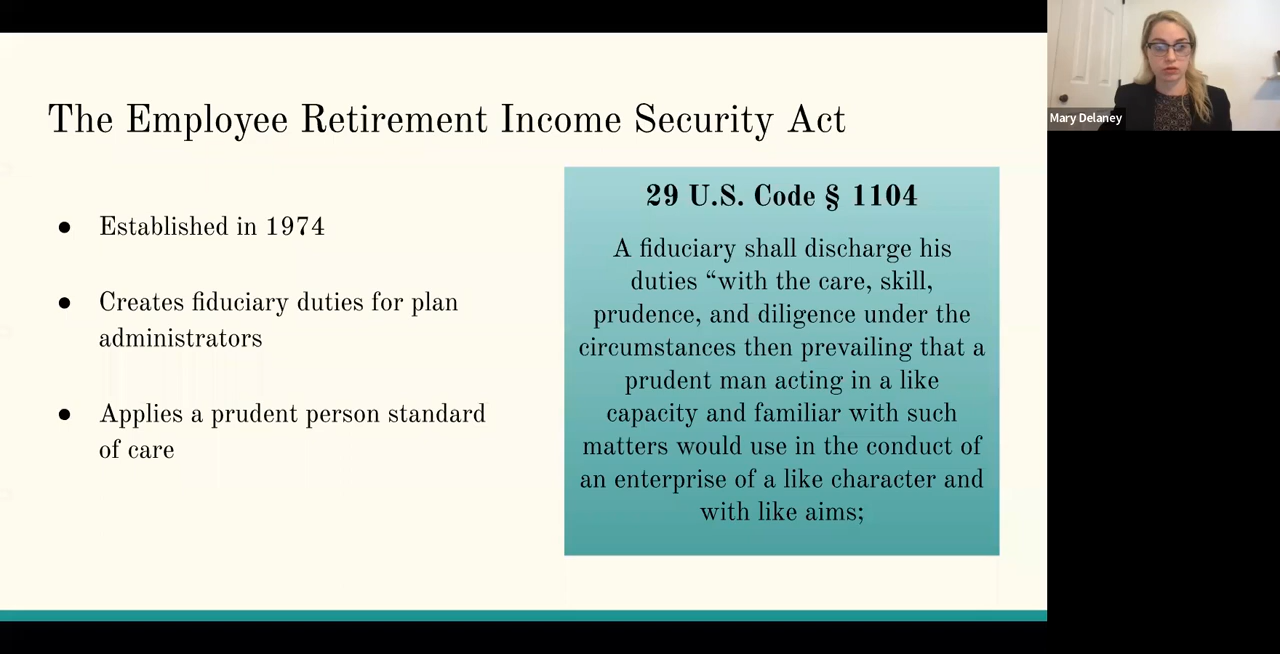 The Employee Retirement Income Security Act
● Established in 1974
● Creates fiduciary duties for plan
administrators
● Applies a prudent person standard
of care
29 U.S. Code § 1104
A fiduciary shall discharge his
duties “with the care, skill,
prudence, and diligence under the
circumstances then prevailing that a
prudent man acting in a like
capacity and familiar with such
matters would use in the conduct of
an enterprise of a like character and
with like aims;
Mary Delaney